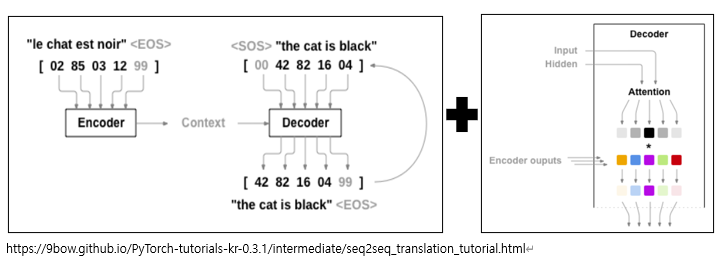 "le chat est noir" <EOS>
[ 02 85 03 12 99 ]
Encoder
Context
<SOS> "the cat is black"
[ 00 42 82 16 04 ]
Decoder
[ 42 82 16 04 99 ]
"the cat is black" <EOS>
Decoder
Input
Hidden
Attention
*
Encoder ouputs
https://9bow.github.io/PyTorch-tutorials-kr-0.3.1/intermediate/seq2seq_translation_tutorial.html